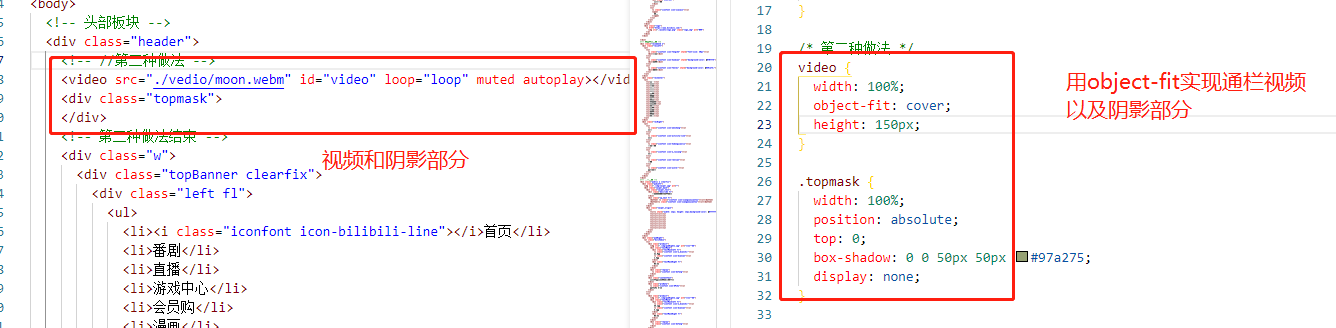 <body>
<!-- 头部板块 -->
<div class="header">
<!-- //第二种做法 -->
<video src="./vedio/moon.webm" id="video" loop="loop" muted autoplay></vid
<div class="topmask">
</div>
<!-- 第二种做法结束 -->
<div class="w">
<div class="topBanner clearfix">
<div class="left fl">
<ul>
<li><i class="iconfont icon-bilibili-line"></i>首页</li>
<li>番剧</li>
<li>直播</li>
<li>游戏中心</li>
<li>会员购</li>
<li>漫画</li>
视频和阴影部分
17 }
18
19 /* 第二种做法 */
20 video {
21 width: 100%;
22 object-fit: cover;
23 height: 150px;
24 }
25
26 .topmask {
27 width: 100%;
28 position: absolute;
29 top: 0;
30 box-shadow: 0 0 50px 50px #97a275;
31 display: none;
32 }
33
用object-fit实现通栏视频
以及阴影部分